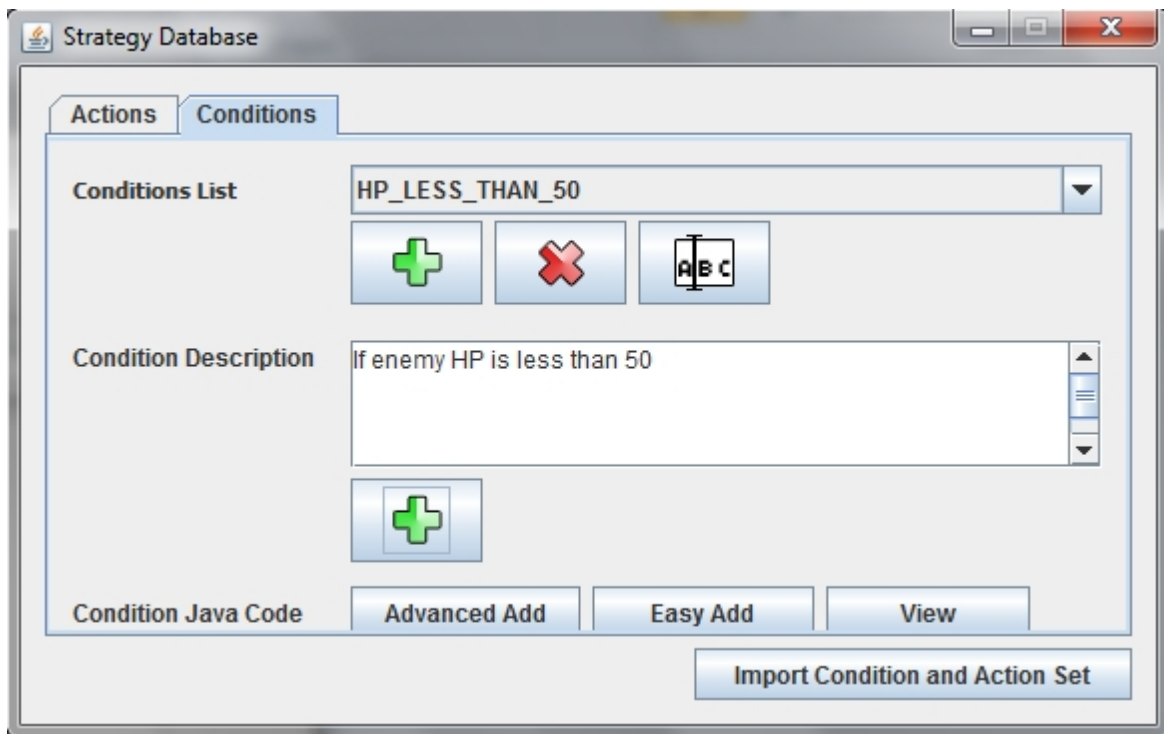 Strategy Database
Actions Conditions
Conditions List HP_LESS_THAN_50
ABC
Condition Description If enemy HP is less than 50
Condition Java Code Advanced Add Easy Add View
Import Condition and Action Set